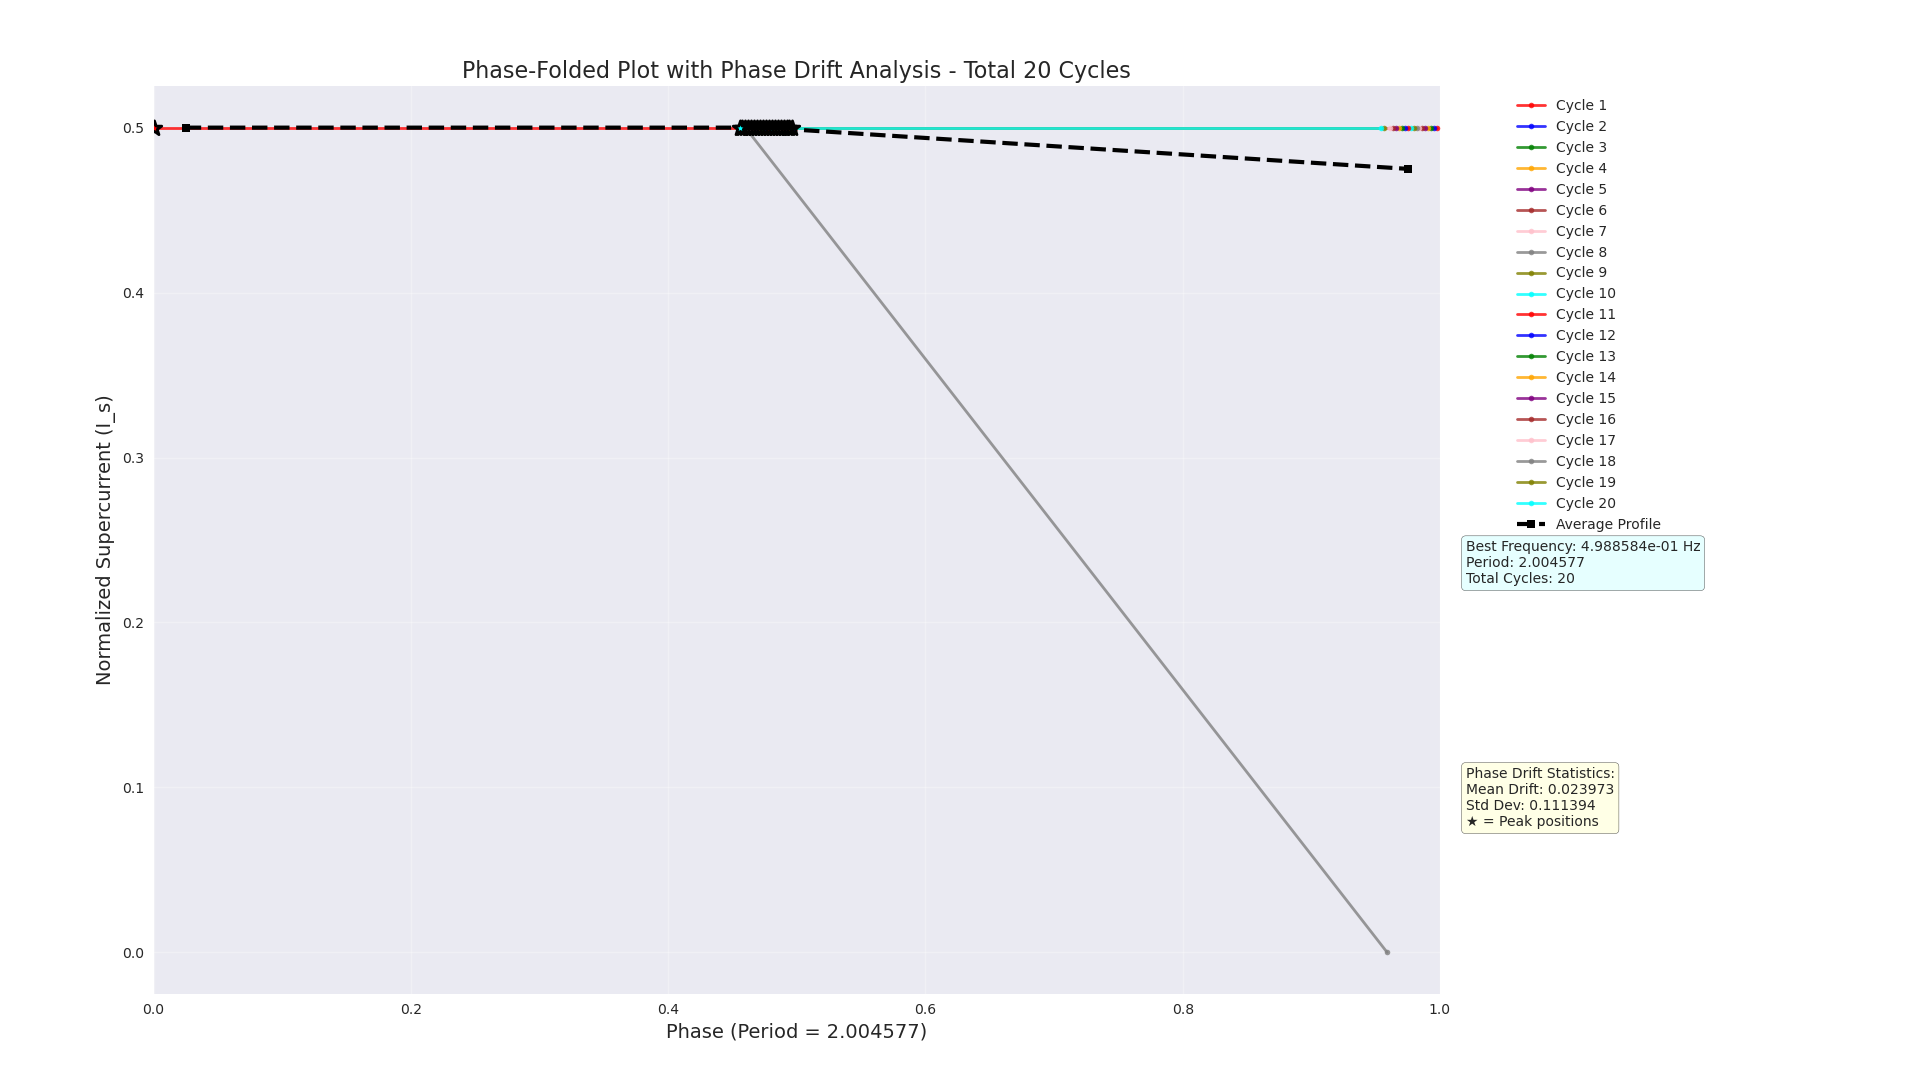 Phase-Folded Plot with Phase Drift Analysis - Total 20 Cycles
Normalized Supercurrent (I_s)
0.5
0.4
0.3
0.2
0.1
0.0
0.0
0.2
0.4
0.6
0.8
1.0
Phase (Period = 2.004577)
Cycle 1
Cycle 2
Cycle 3
Cycle 4
Cycle 5
Cycle 6
Cycle 7
Cycle 8
Cycle 9
Cycle 10
Cycle 11
Cycle 12
Cycle 13
Cycle 14
Cycle 15
Cycle 16
Cycle 17
Cycle 18
Cycle 19
Cycle 20
Average Profile
Best Frequency: 4.988584e-01 Hz
Period: 2.004577
Total Cycles: 20
Phase Drift Statistics:
Mean Drift: 0.023973
Std Dev: 0.111394
★ = Peak positions